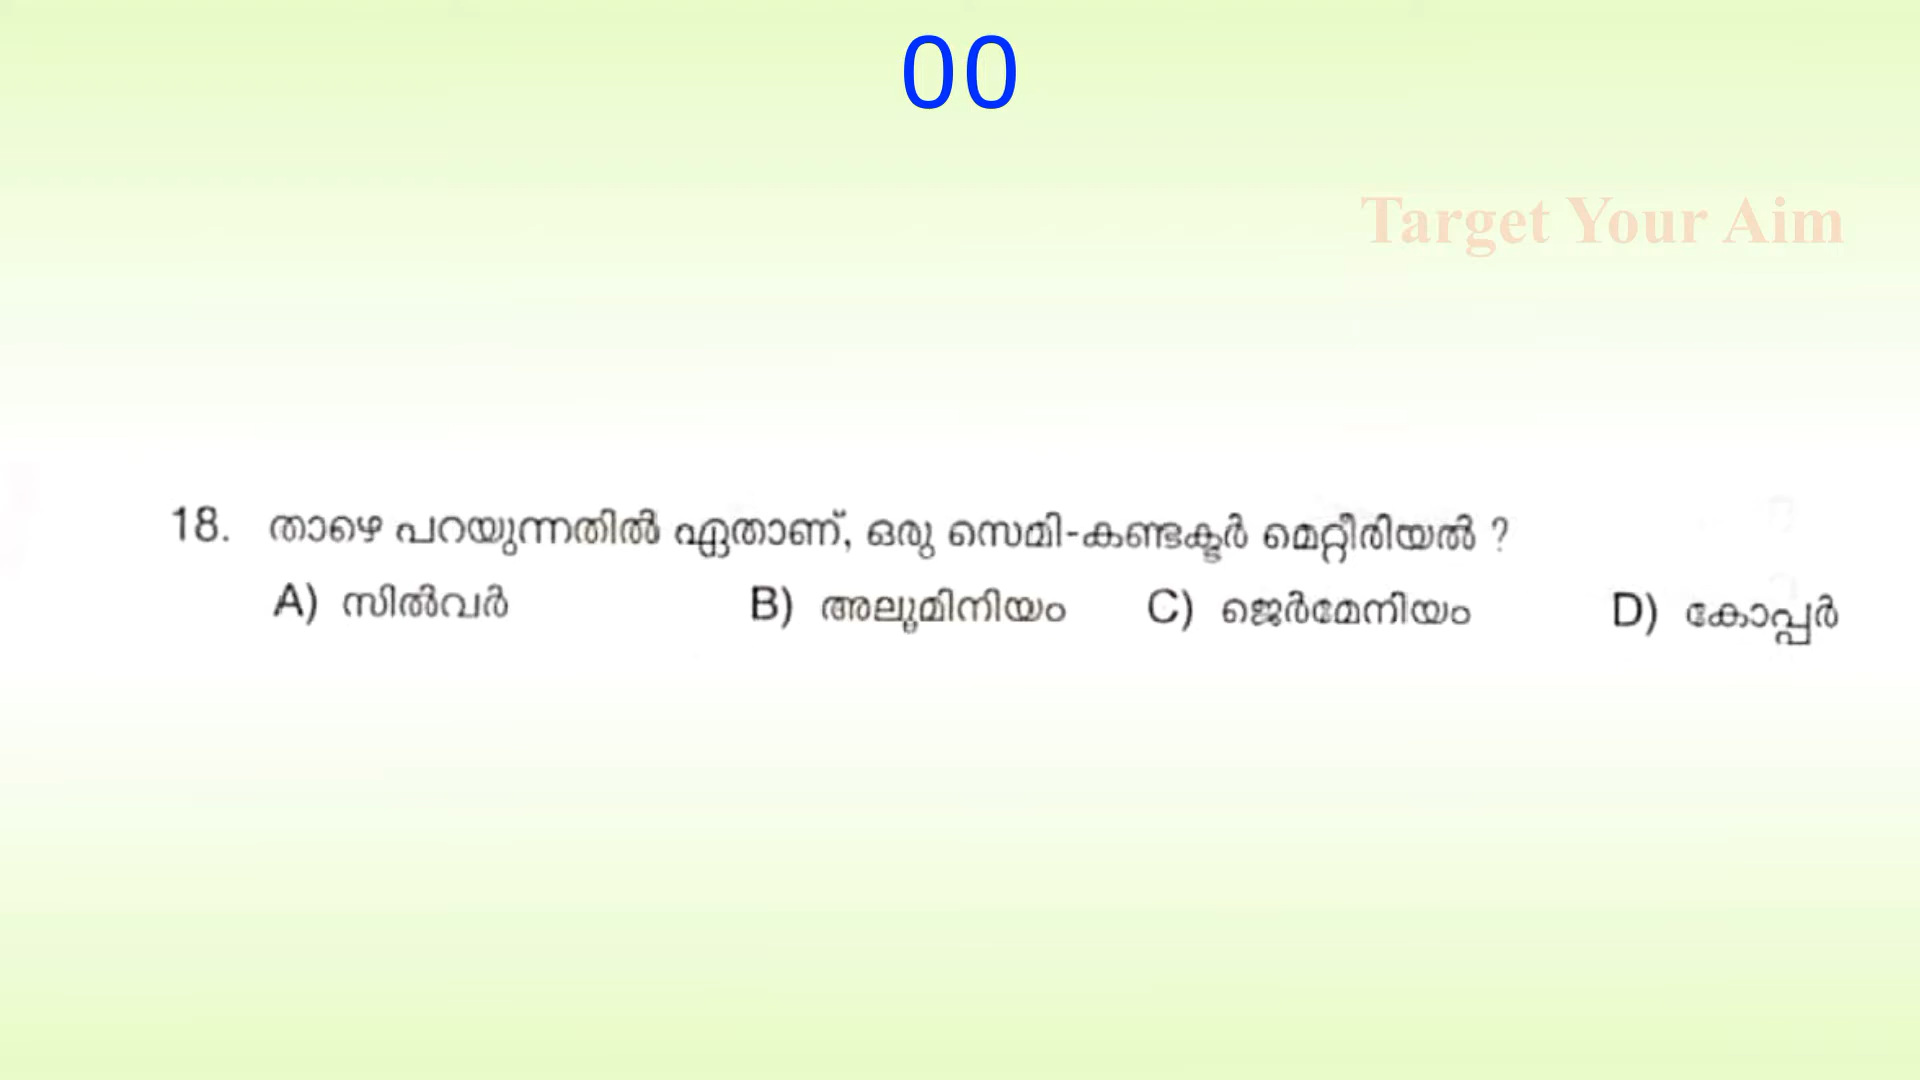 00
Target Your Aim
18. താഴെ പറയുന്നതിൽ ഏതാണ്, ഒരു സെമി-കണ്ടക്ടർ മെറ്റീരിയൽ ?
A) സിൽവർ B) അലൂമിനിയം C) ജെർമേനിയം D) കോപ്പർ